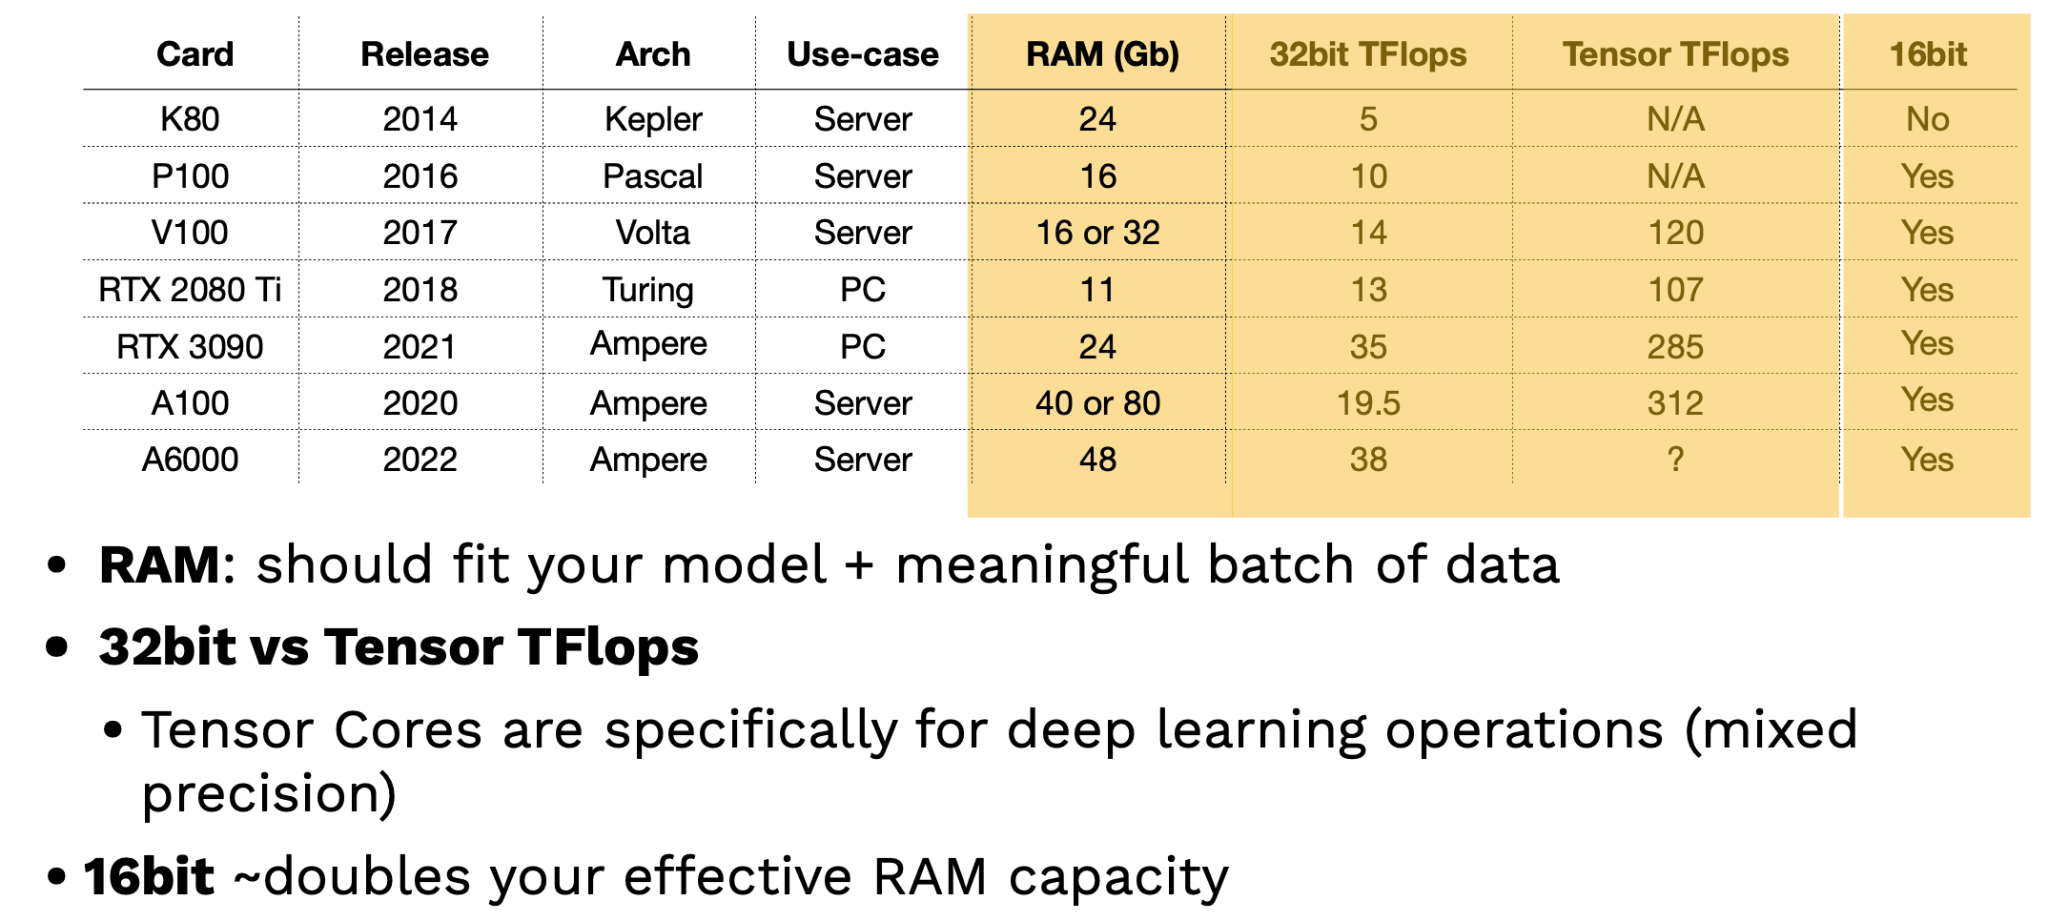 Card Release Arch Use-case RAM (Gb) 32bit TFlops Tensor TFlops 16bit
K80 2014 Kepler Server 24 5 N/A No
P100 2016 Pascal Server 16 10 N/A Yes
V100 2017 Volta Server 16 or 32 14 120 Yes
RTX 2080 Ti 2018 Turing PC 11 13 107 Yes
RTX 3090 2021 Ampere PC 24 35 285 Yes
A100 2020 Ampere Server 40 or 80 19.5 312 Yes
A6000 2022 Ampere Server 48 38 ? Yes
• RAM: should fit your model + meaningful batch of data
• 32bit vs Tensor TFlops
• Tensor Cores are specifically for deep learning operations (mixed
precision)
• 16bit ~doubles your effective RAM capacity